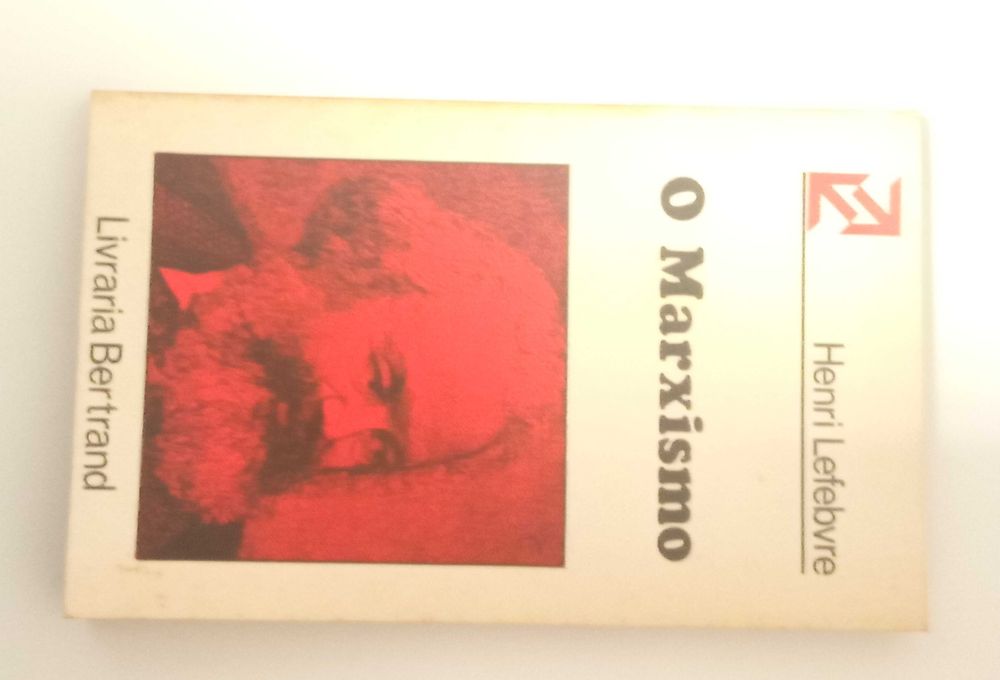 Henri Lefebvre
O Marxismo
Livraria Bertrand